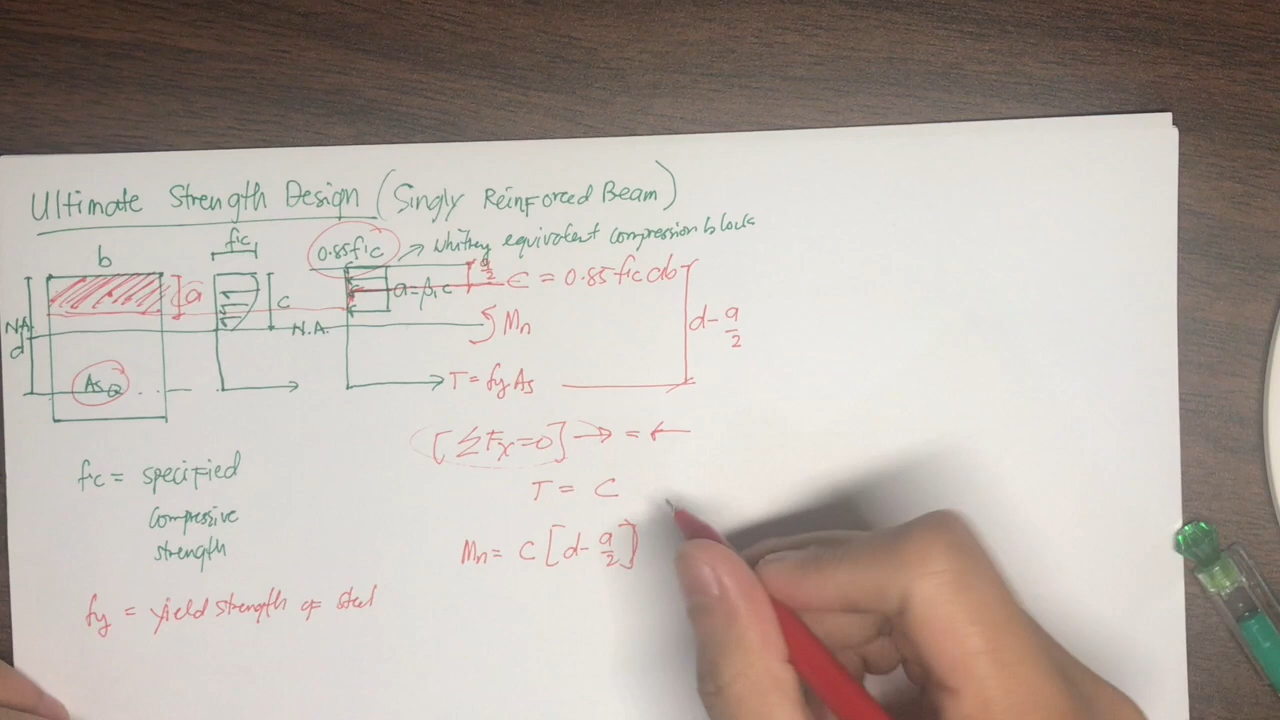 Ultimate Strength Design (Singly Reinforced Beam)
0.85f'c → Whitney equivalent compression block
f'c
b
a
c
a=β₁c
a/2
C = 0.85f'c ab
N.A.
d
N.A.
Mn
d-a/2
As
T = fy As
[ΣFx=0] → = ←
f'c = specified
compressive
strength
T = C
Mn = C [d- a/2]
fy = yield strength of steel